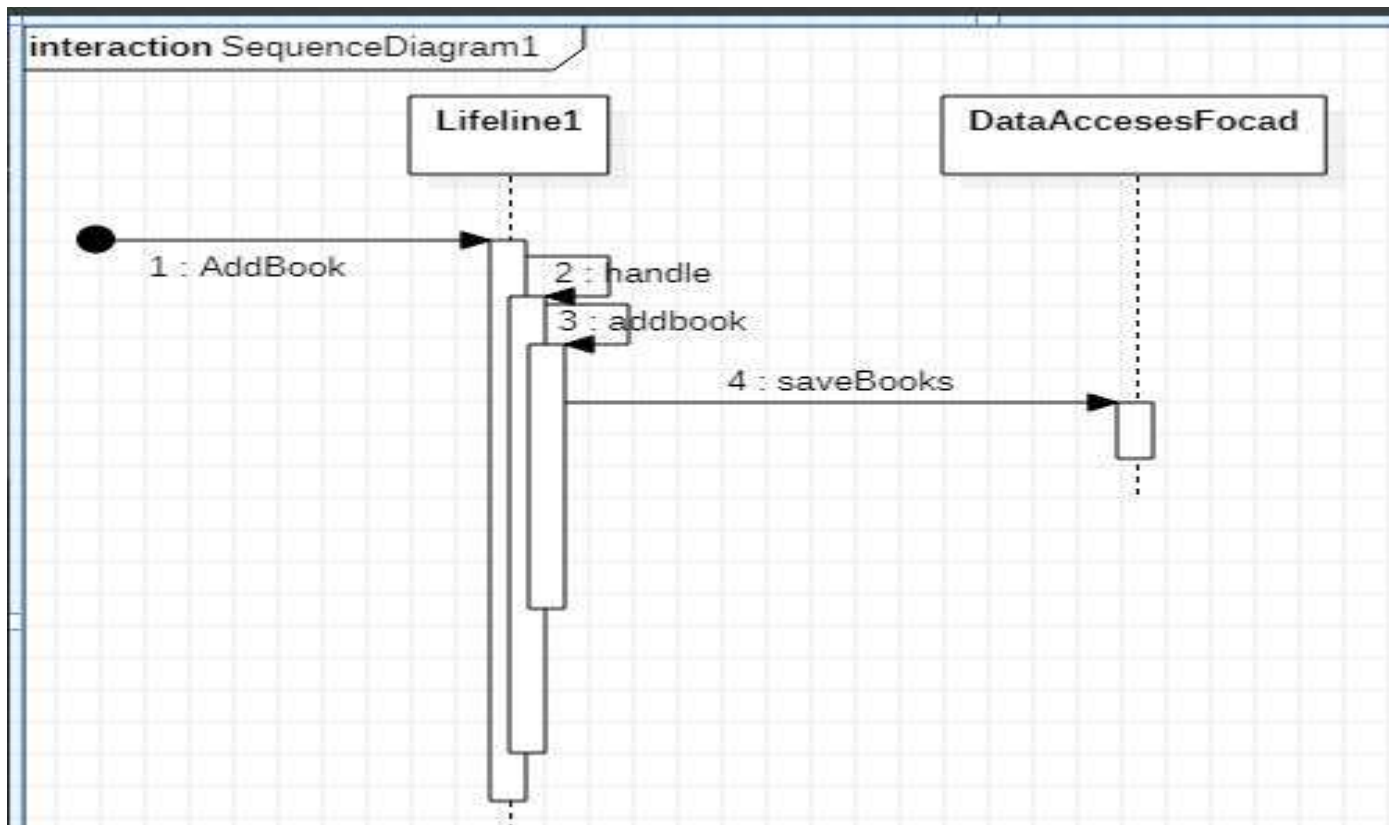 interaction SequenceDiagram1
Lifeline1
DataAccesesFocad
1 : AddBook
2 : handle
3 : addbook
4 : saveBooks